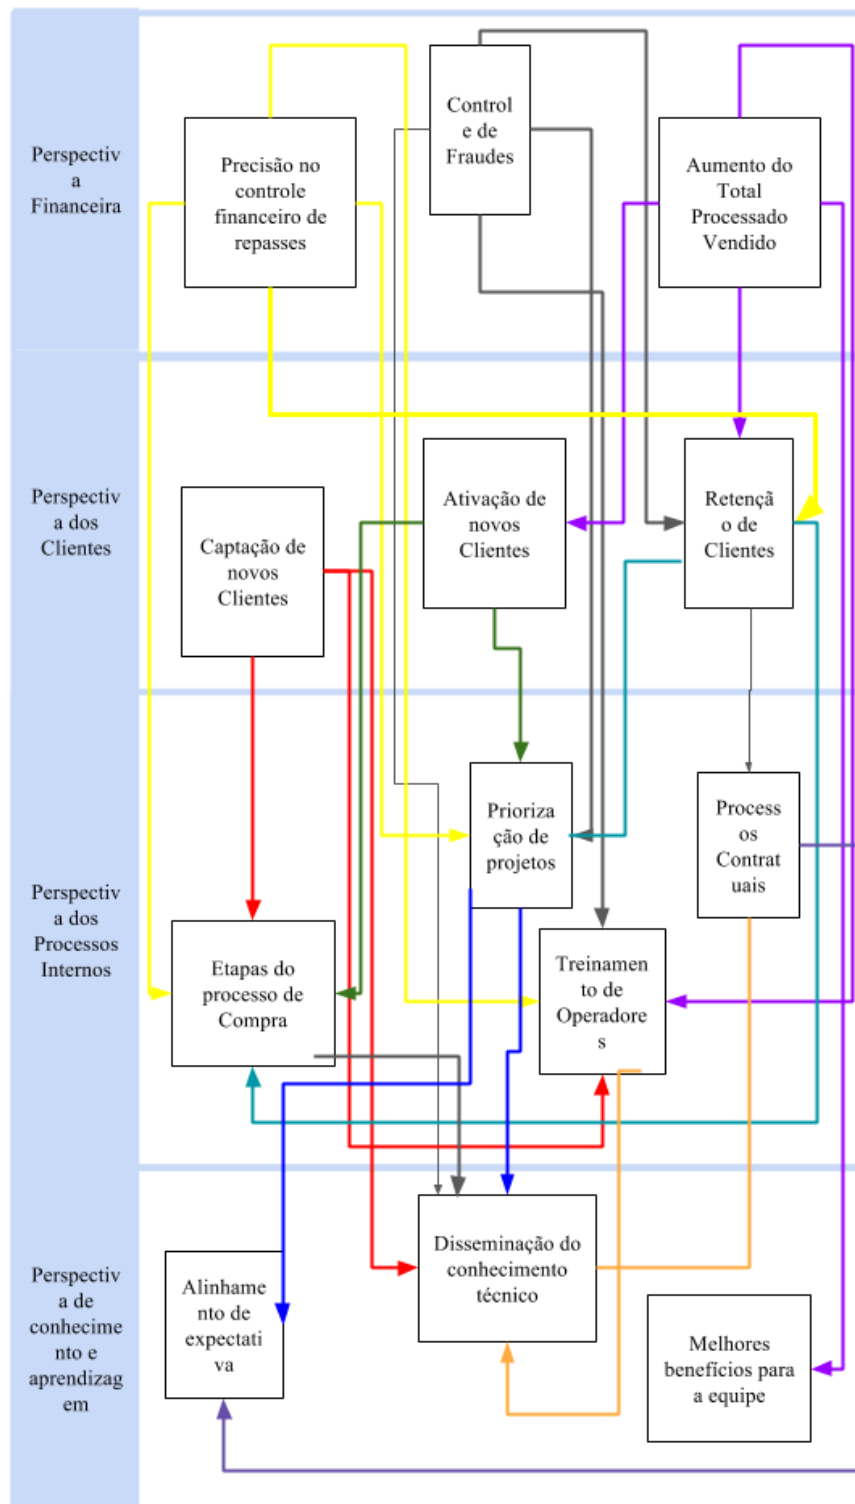 Perspectiv
a
Financeira
Precisão no
controle
financeiro de
repasses
Control
e de
Fraudes
Aumento do
Total
Processado
Vendido
Perspectiv
a dos
Clientes
Captação de
novos
Clientes
Ativação de
novos
Clientes
Retençã
o de
Clientes
Perspectiv
a dos
Processos
Internos
Etapas do
processo de
Compra
Prioriza
ção de
projetos
Treinamen
to de
Operadore
s
Process
os
Contrat
uais
Perspectiv
a de
conhecime
nto e
aprendizag
em
Alinhame
nto de
expectati
va
Disseminação do
conhecimento
técnico
Melhores
benefícios para
a equipe